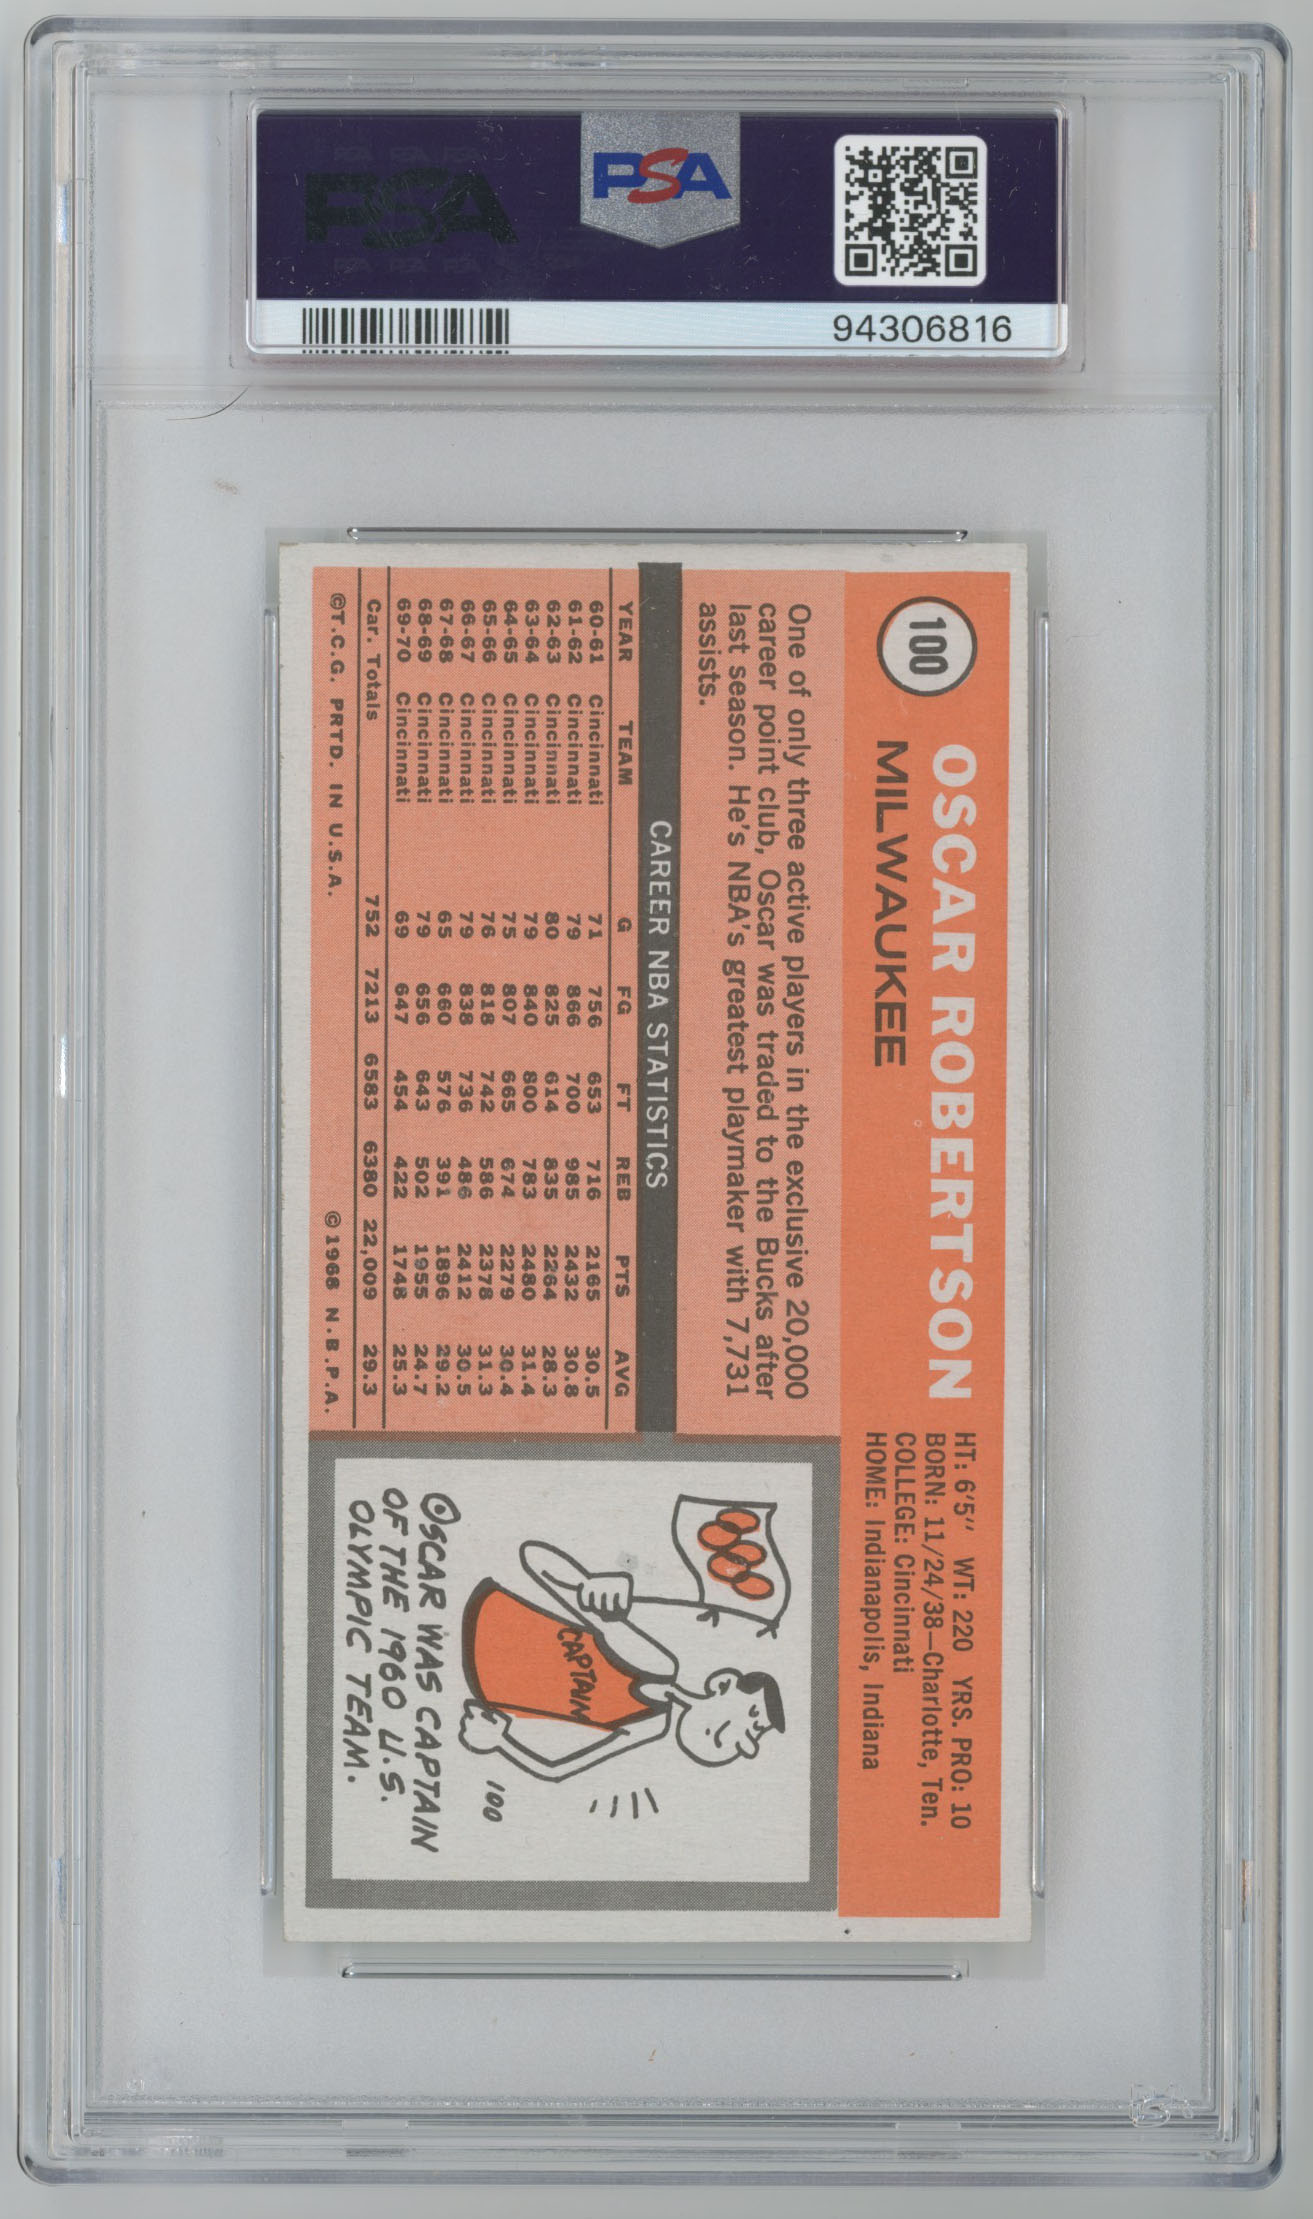 PSA
PSA
94306816
100
OSCAR ROBERTSON
MILWAUKEE
HT: 6'5" WT: 220 YRS. PRO: 10
BORN: 11/24/38—Charlotte, Ten.
COLLEGE: Cincinnati
HOME: Indianapolis, Indiana
One of only three active players in the exclusive 20,000
career point club, Oscar was traded to the Bucks after
last season. He's NBA's greatest playmaker with 7,731
assists.
CAREER NBA STATISTICS
YEAR TEAM G FG FT REB PTS AVG
60-61 Cincinnati 71 756 653 716 2165 30.5
61-62 Cincinnati 79 866 700 985 2432 30.8
62-63 Cincinnati 80 825 614 835 2264 28.3
63-64 Cincinnati 79 840 800 783 2480 31.4
64-65 Cincinnati 75 807 665 674 2279 30.4
65-66 Cincinnati 76 818 742 586 2378 31.3
66-67 Cincinnati 79 838 736 486 2412 30.5
67-68 Cincinnati 65 660 576 391 1896 29.2
68-69 Cincinnati 79 656 643 502 1955 24.7
69-70 Cincinnati 69 647 454 422 1748 25.3
Car. Totals 752 7213 6583 6380 22,009 29.3
©T.C.G. PRTD. IN U.S.A. ©1968 N.B.P.A.
CAPTAIN
100
OSCAR WAS CAPTAIN
OF THE 1960 U.S.
OLYMPIC TEAM.